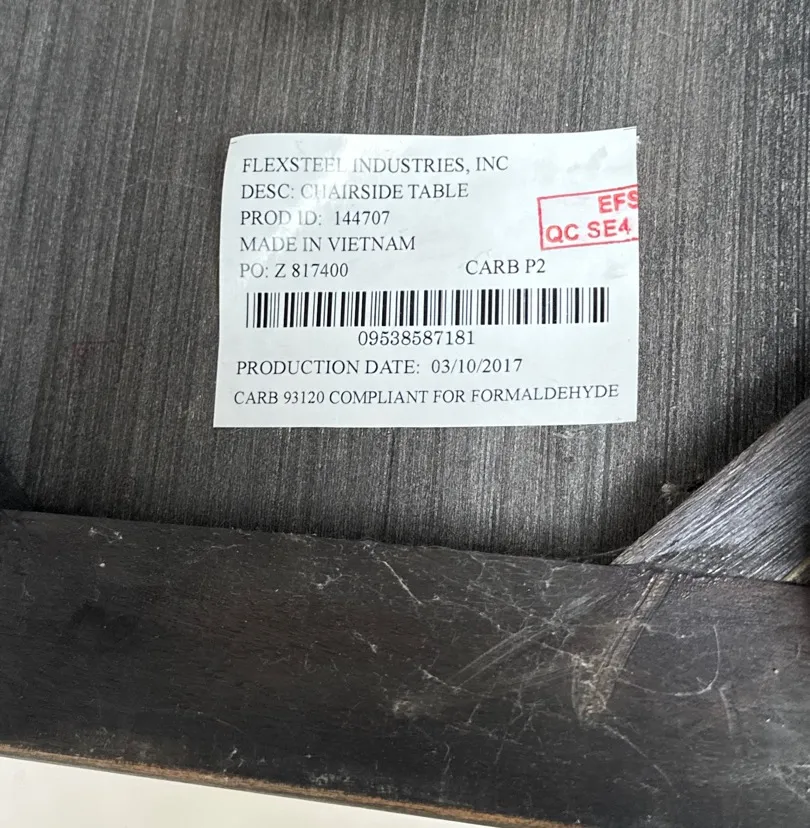 FLEXSTEEL INDUSTRIES, INC
DESC: CHAIRSIDE TABLE
PROD ID: 144707
MADE IN VIETNAM
PO: Z 817400 CARB P2
EFS
QC SE4
09538587181
PRODUCTION DATE: 03/10/2017
CARB 93120 COMPLIANT FOR FORMALDEHYDE